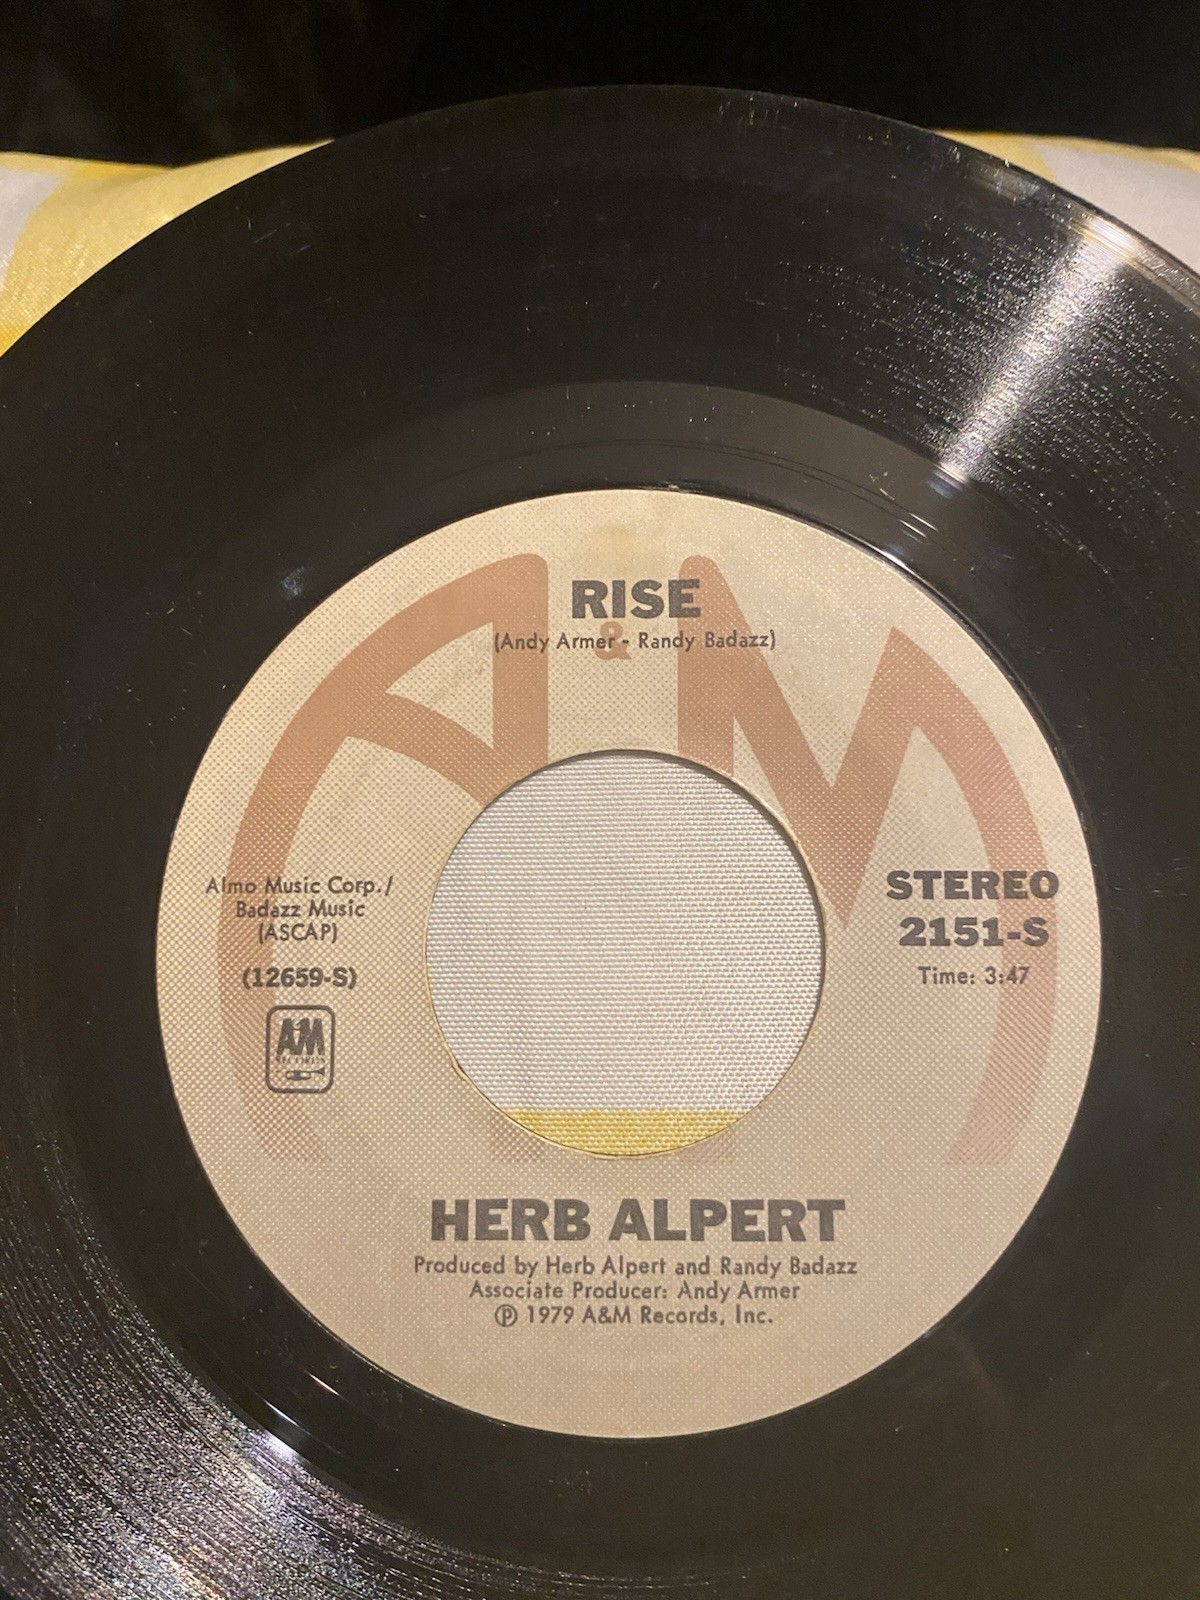 A&M
RISE
(Andy Armer - Randy Badazz)
Almo Music Corp./
Badazz Music
(ASCAP)
(12659-S)
A&M
RECORDS
STEREO
2151-S
Time: 3:47
HERB ALPERT
Produced by Herb Alpert and Randy Badazz
Associate Producer: Andy Armer
℗ 1979 A&M Records, Inc.